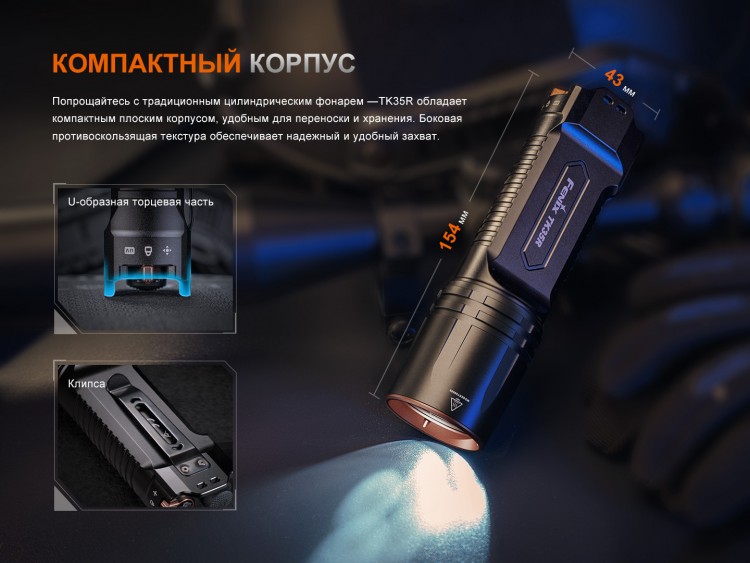 КОМПАКТНЫЙ КОРПУС
Попрощайтесь с традиционным цилиндрическим фонарем —TK35R обладает
компактным плоским корпусом, удобным для переноски и хранения. Боковая
противоскользящая текстура обеспечивает надежный и удобный захват.
43 мм
154 мм
FENIX TK35R
U-образная торцевая часть
Клипса